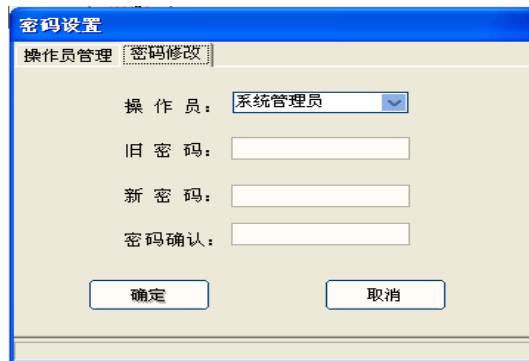 密码设置
操作员管理 密码修改
操 作 员： 系统管理员
旧 密 码：
新 密 码：
密码确认：
确定 取消